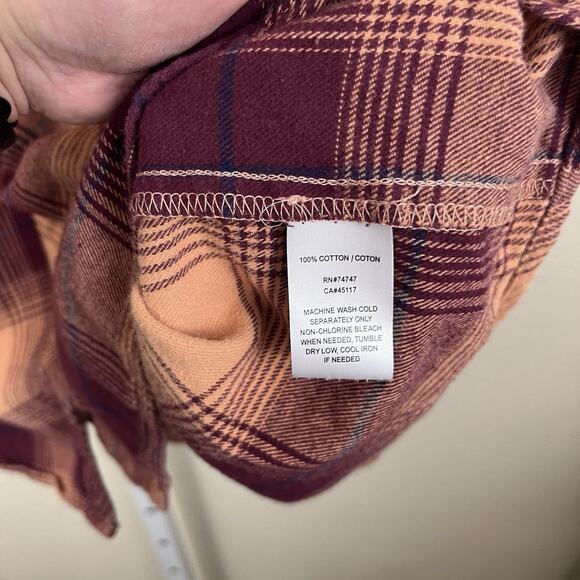 100% COTTON / COTON
RN#74747
CA#45117
MACHINE WASH COLD
SEPARATELY ONLY
NON-CHLORINE BLEACH
WHEN NEEDED, TUMBLE
DRY LOW, COOL IRON
IF NEEDED